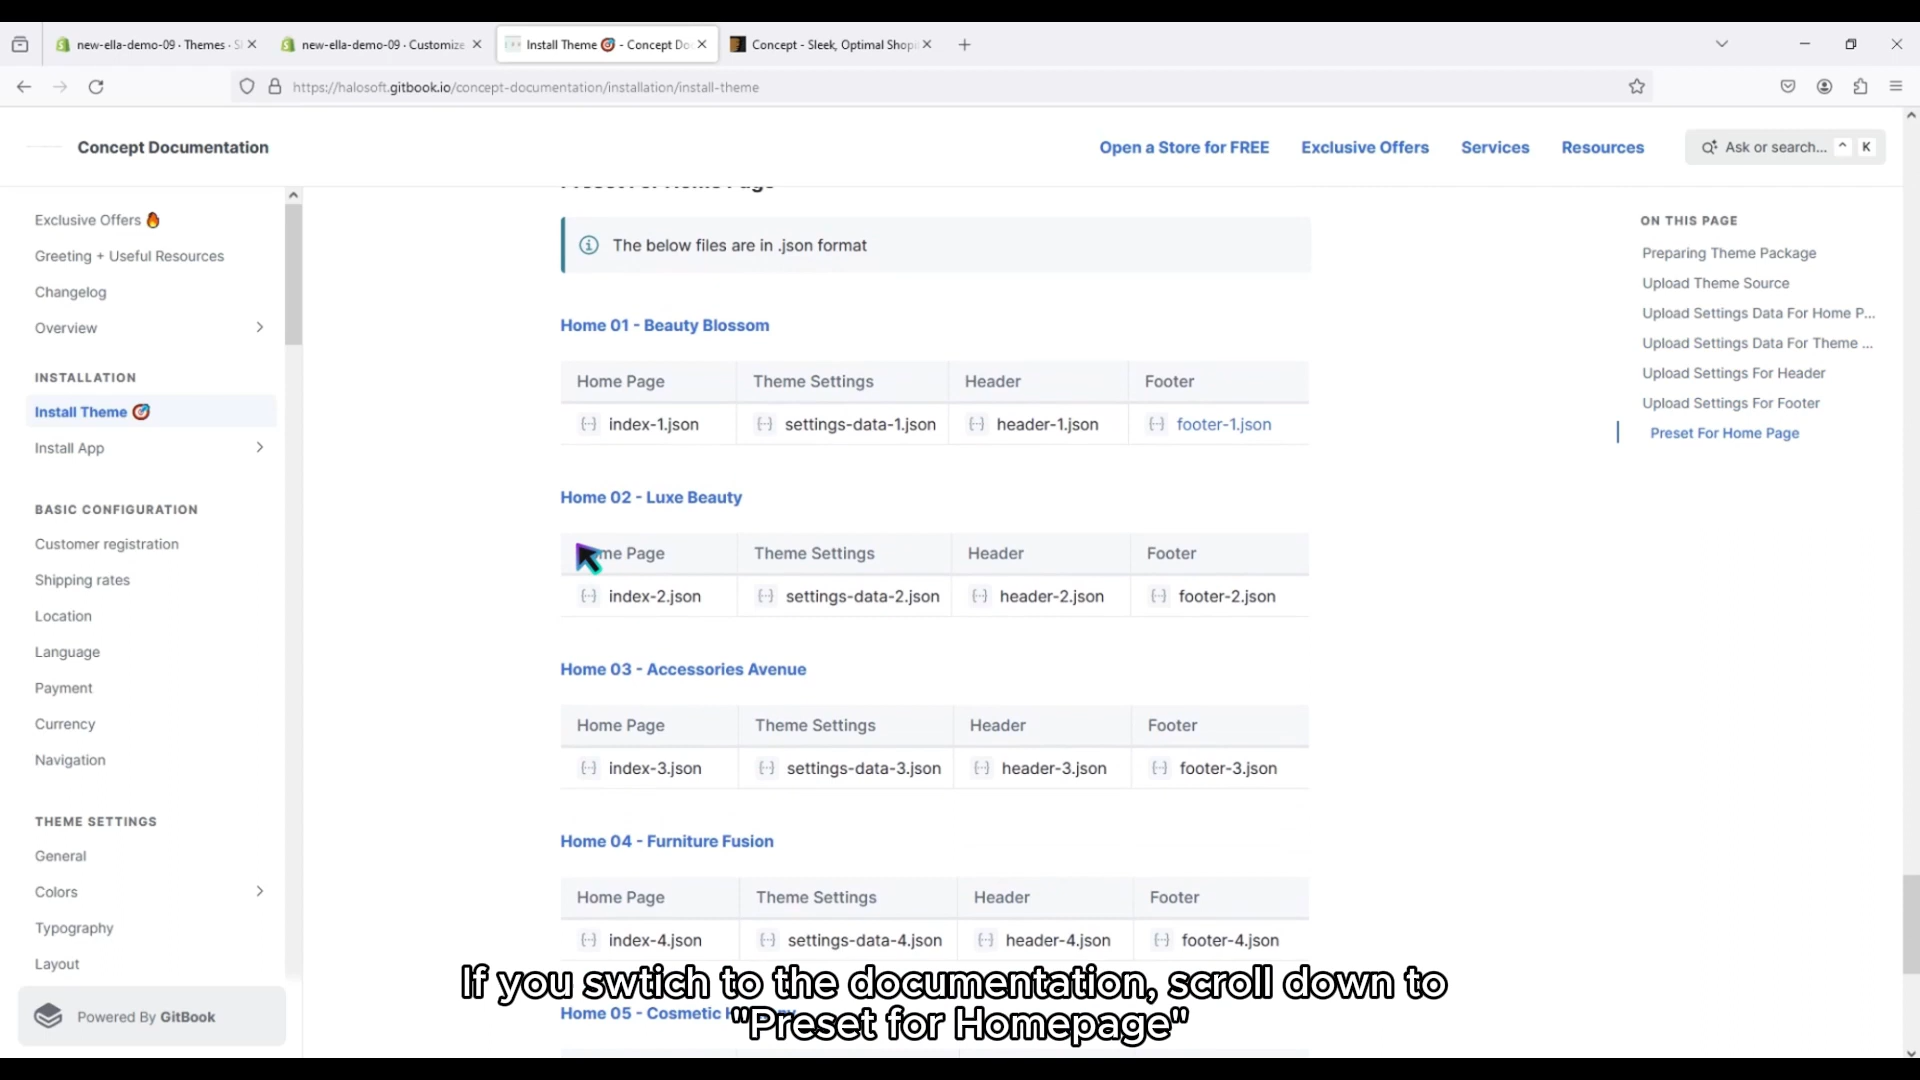 new-ella-demo-09 · Themes · S
new-ella-demo-09 · Customize
Install Theme 🎯 - Concept Do
Concept - Sleek, Optimal Shopi
https://halosoft.gitbook.io/concept-documentation/installation/install-theme
Concept Documentation
Open a Store for FREE
Exclusive Offers
Services
Resources
Ask or search...
^
K
Exclusive Offers 🔥
Greeting + Useful Resources
Changelog
Overview
INSTALLATION
Install Theme 🎯
Install App
BASIC CONFIGURATION
Customer registration
Shipping rates
Location
Language
Payment
Currency
Navigation
THEME SETTINGS
General
Colors
Typography
Layout
Powered By GitBook
Preset For Home Page
The below files are in .json format
Home 01 - Beauty Blossom
Home Page Theme Settings Header Footer
index-1.json settings-data-1.json header-1.json footer-1.json
Home 02 - Luxe Beauty
me Page Theme Settings Header Footer
index-2.json settings-data-2.json header-2.json footer-2.json
Home 03 - Accessories Avenue
Home Page Theme Settings Header Footer
index-3.json settings-data-3.json header-3.json footer-3.json
Home 04 - Furniture Fusion
Home Page Theme Settings Header Footer
index-4.json settings-data-4.json header-4.json footer-4.json
Home 05 - Cosmetic
ON THIS PAGE
Preparing Theme Package
Upload Theme Source
Upload Settings Data For Home P...
Upload Settings Data For Theme ...
Upload Settings For Header
Upload Settings For Footer
Preset For Home Page
If you swtich to the documentation, scroll down to
"Preset for Homepage"